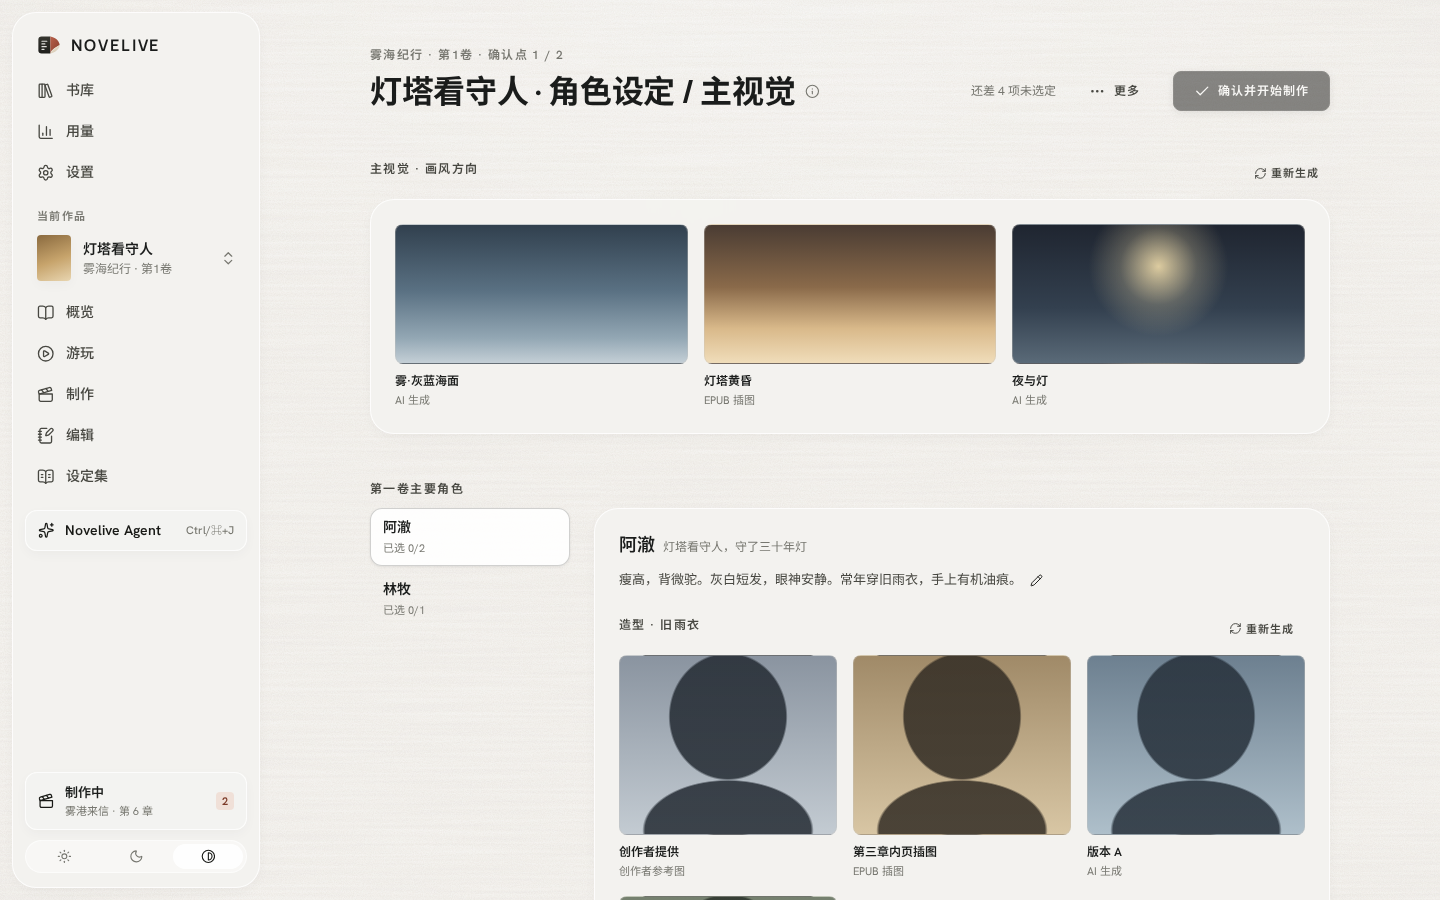 NOVELIVE
书库
用量
设置
当前作品
灯塔看守人
雾海纪行 · 第1卷
概览
游玩
制作
编辑
设定集
Novelive Agent
Ctrl/⌘+J
制作中
雾港来信 · 第 6 章
2
雾海纪行 · 第1卷 · 确认点 1 / 2
灯塔看守人 · 角色设定 / 主视觉
还差 4 项未选定
更多
确认并开始制作
主视觉 · 画风方向
重新生成
雾·灰蓝海面
AI 生成
灯塔黄昏
EPUB 插图
夜与灯
AI 生成
第一卷主要角色
阿澈
已选 0/2
林牧
已选 0/1
阿澈 灯塔看守人，守了三十年灯
瘦高，背微驼。灰白短发，眼神安静。常年穿旧雨衣，手上有机油痕。
造型 · 旧雨衣
重新生成
创作者提供
创作者参考图
第三章内页插图
EPUB 插图
版本 A
AI 生成